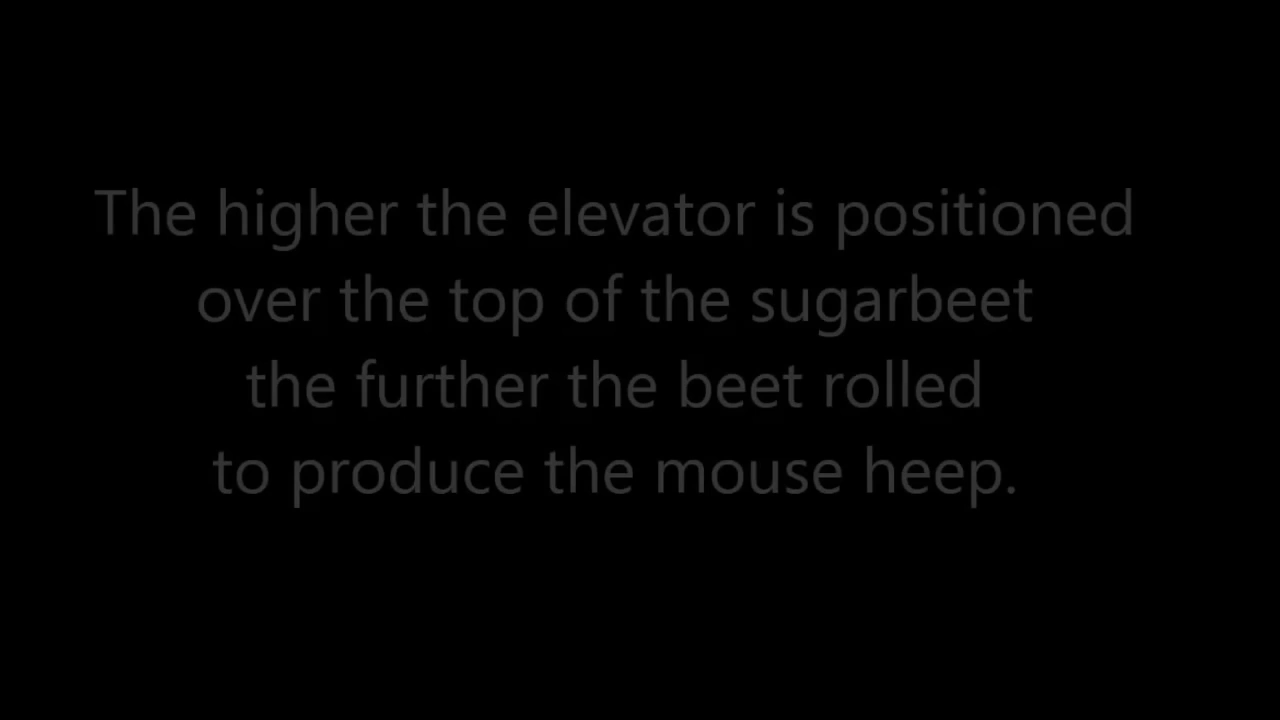 The higher the elevator is positioned
over the top of the sugarbeet
the further the beet rolled
to produce the mouse heep.